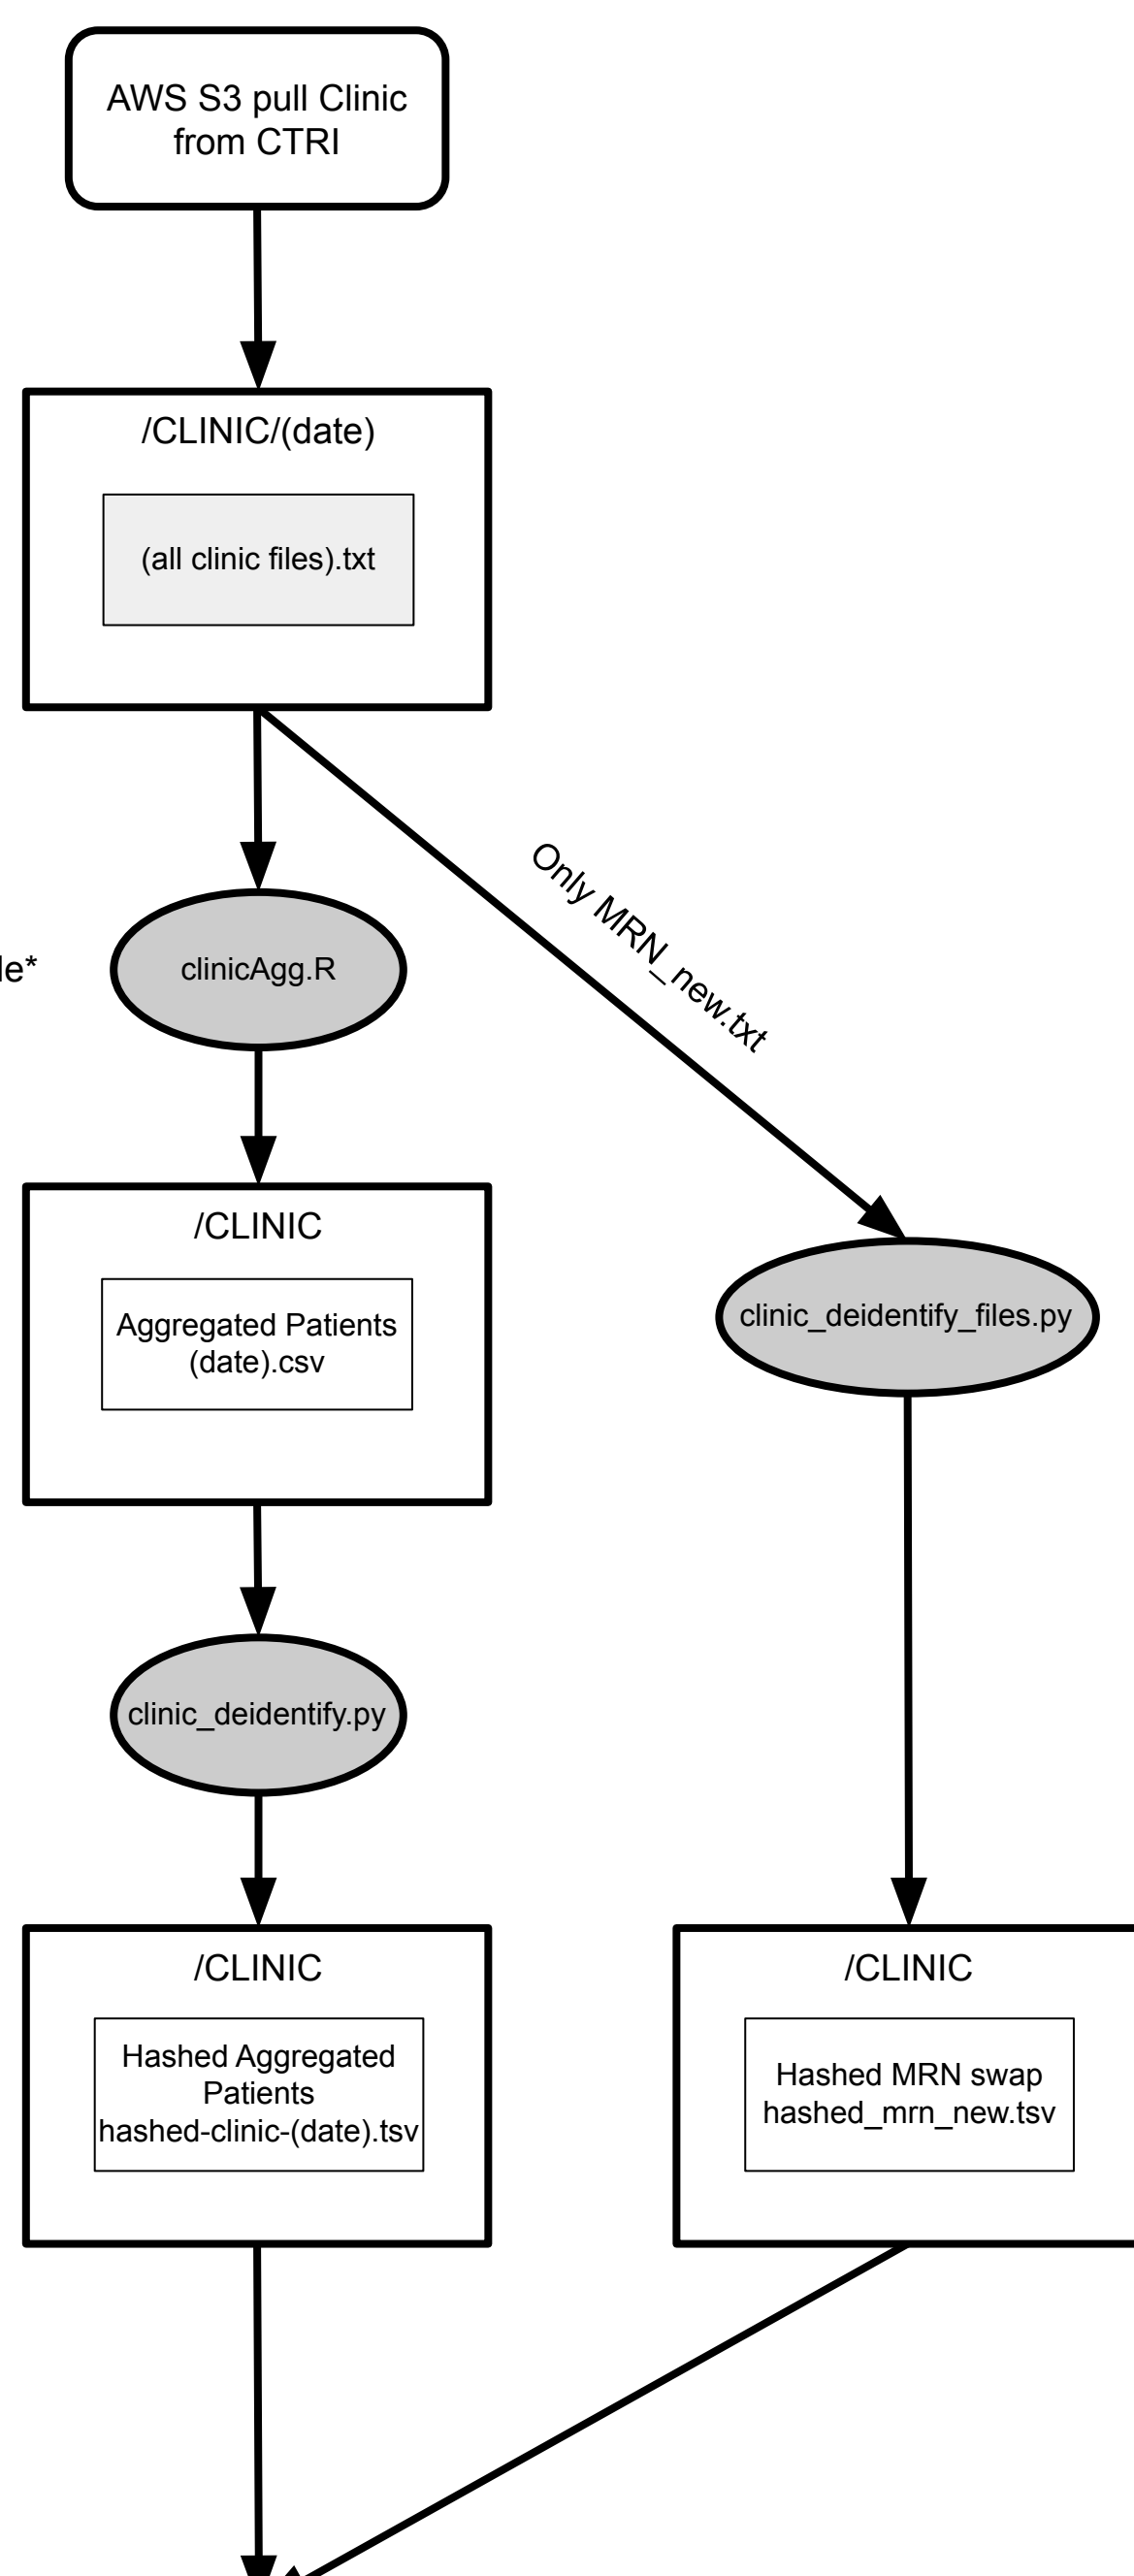 AWS S3 pull Clinic
from CTRI
/CLINIC/(date)
(all clinic files).txt
Only MRN_new.txt
clinicAgg.R
/CLINIC
Aggregated Patients
(date).csv
clinic_deidentify_files.py
clinic_deidentify.py
/CLINIC
Hashed Aggregated
Patients
hashed-clinic-(date).tsv
/CLINIC
Hashed MRN swap
hashed_mrn_new.tsv